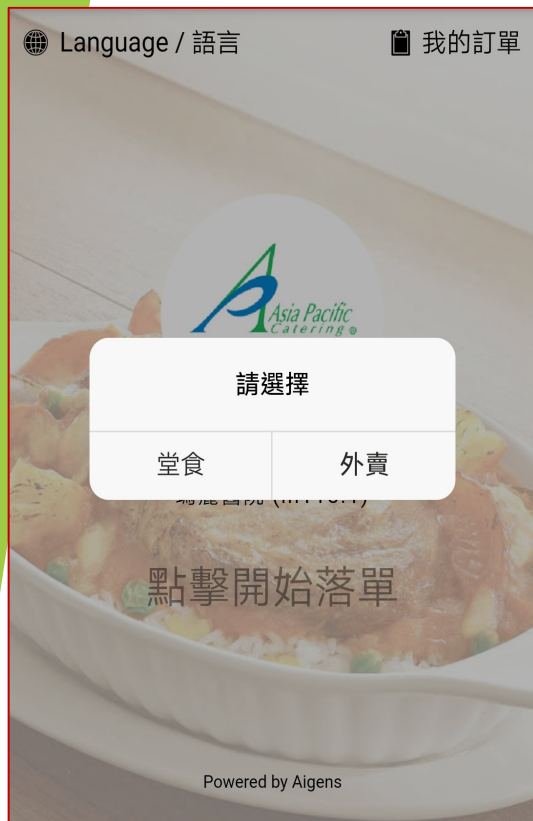 Language / 語言
我的訂單
Asia Pacific
Catering ®
請選擇
堂食
外賣
點擊開始落單
Powered by Aigens